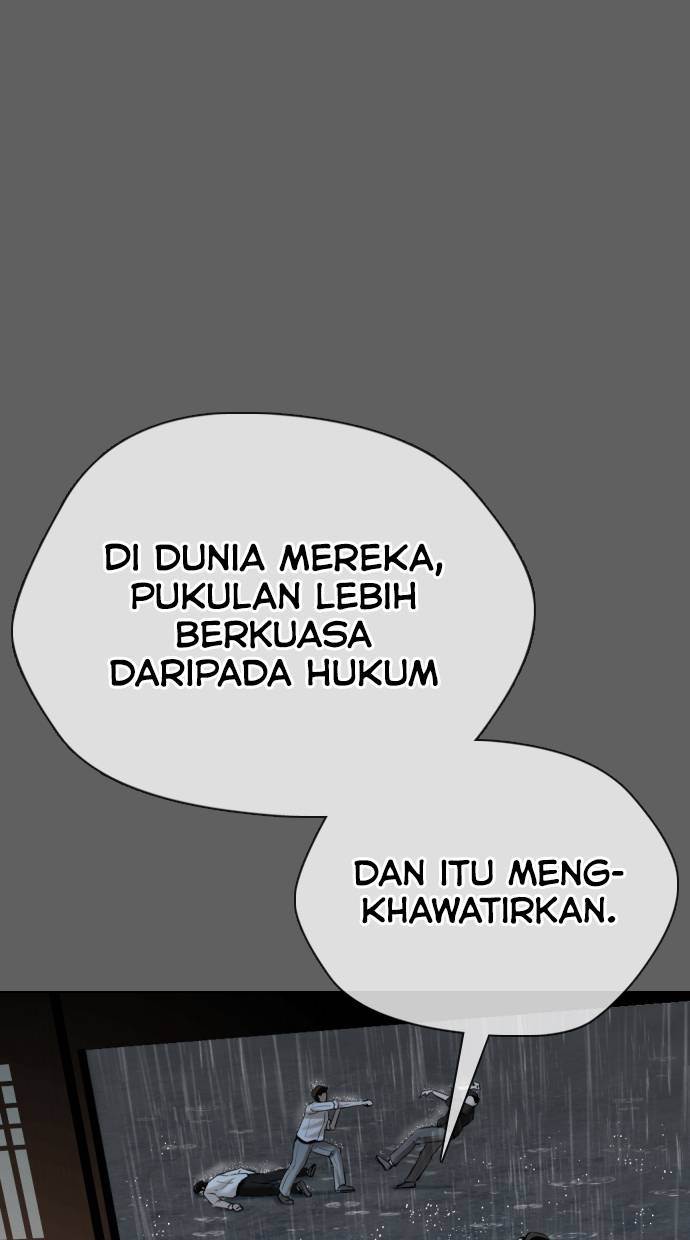 DI DUNIA MEREKA,
PUKULAN LEBIH
BERKUASA
DARIPADA HUKUM
DAN ITU MENG-
KHAWATIRKAN.